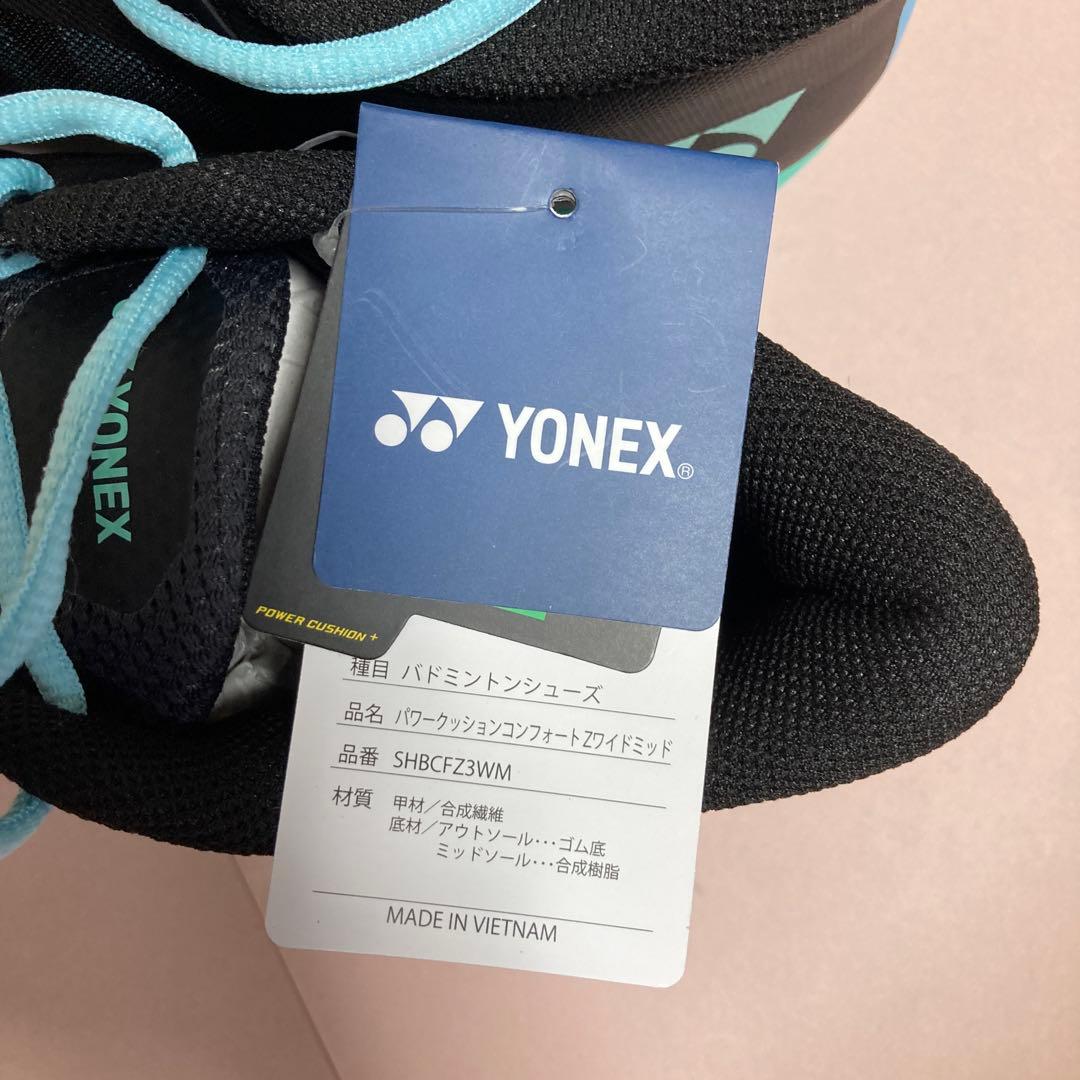 YONEX®
YONEX
POWER CUSHION +
種目 バドミントンシューズ
品名 パワークッションコンフォートZワイドミッド
品番 SHBCFZ3WM
材質 甲材／合成繊維
底材／アウトソール･･･ゴム底
ミッドソール･･･合成樹脂
MADE IN VIETNAM